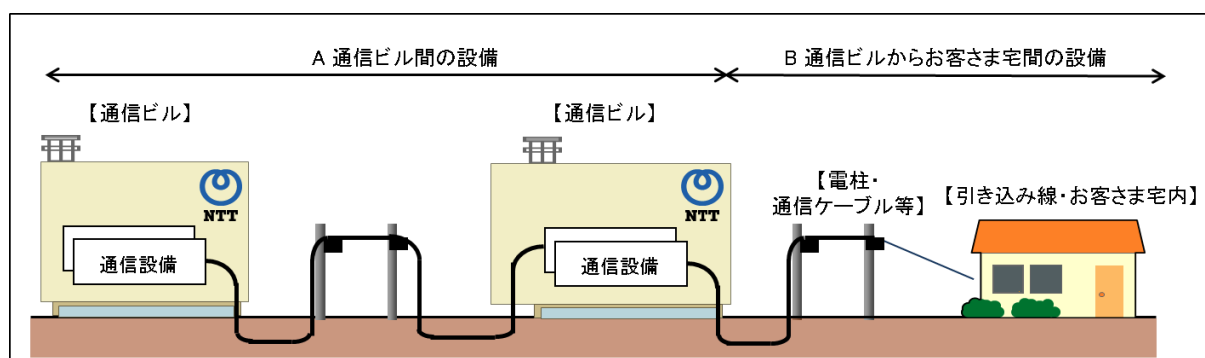 A 通信ビル間の設備
B 通信ビルからお客さま宅間の設備
【通信ビル】
【通信ビル】
【電柱・
通信ケーブル等】
【引き込み線・お客さま宅内】
NTT
NTT
通信設備
通信設備